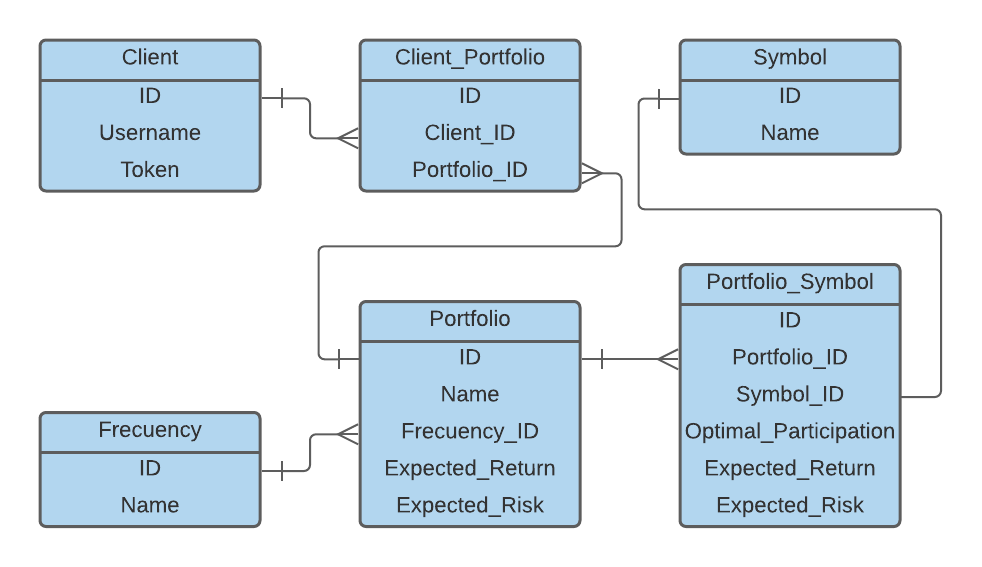 Client
ID
Username
Token
Client_Portfolio
ID
Client_ID
Portfolio_ID
Symbol
ID
Name
Portfolio
ID
Name
Frecuency_ID
Expected_Return
Expected_Risk
Portfolio_Symbol
ID
Portfolio_ID
Symbol_ID
Optimal_Participation
Expected_Return
Expected_Risk
Frecuency
ID
Name